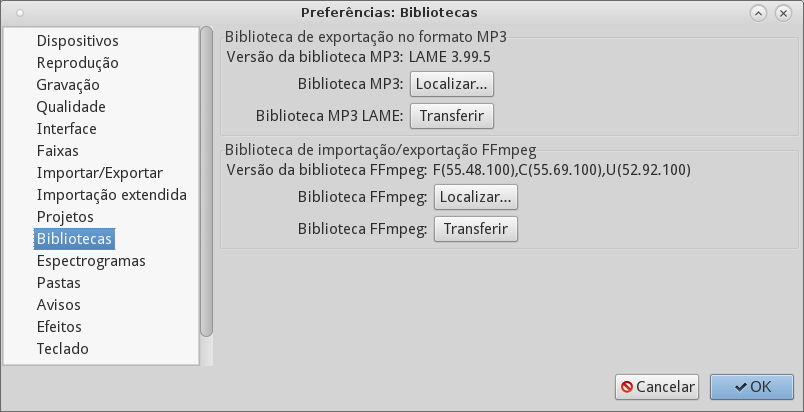 Preferências: Bibliotecas
Dispositivos
Reprodução
Gravação
Qualidade
Interface
Faixas
Importar/Exportar
Importação extendida
Projetos
Bibliotecas
Espectrogramas
Pastas
Avisos
Efeitos
Teclado
Biblioteca de exportação no formato MP3
Versão da biblioteca MP3: LAME 3.99.5
Biblioteca MP3: Localizar...
Biblioteca MP3 LAME: Transferir
Biblioteca de importação/exportação FFmpeg
Versão da biblioteca FFmpeg: F(55.48.100),C(55.69.100),U(52.92.100)
Biblioteca FFmpeg: Localizar...
Biblioteca FFmpeg: Transferir
Cancelar OK